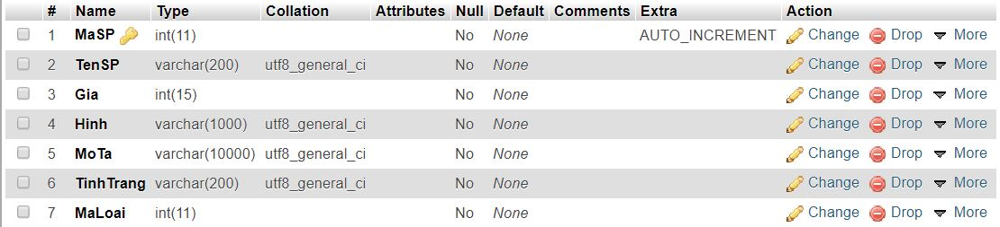 # Name Type Collation Attributes Null Default Comments Extra Action
1 MaSP int(11) No None AUTO_INCREMENT Change Drop More
2 TenSP varchar(200) utf8_general_ci No None Change Drop More
3 Gia int(15) No None Change Drop More
4 Hinh varchar(1000) utf8_general_ci No None Change Drop More
5 MoTa varchar(10000) utf8_general_ci No None Change Drop More
6 TinhTrang varchar(200) utf8_general_ci No None Change Drop More
7 MaLoai int(11) No None Change Drop More